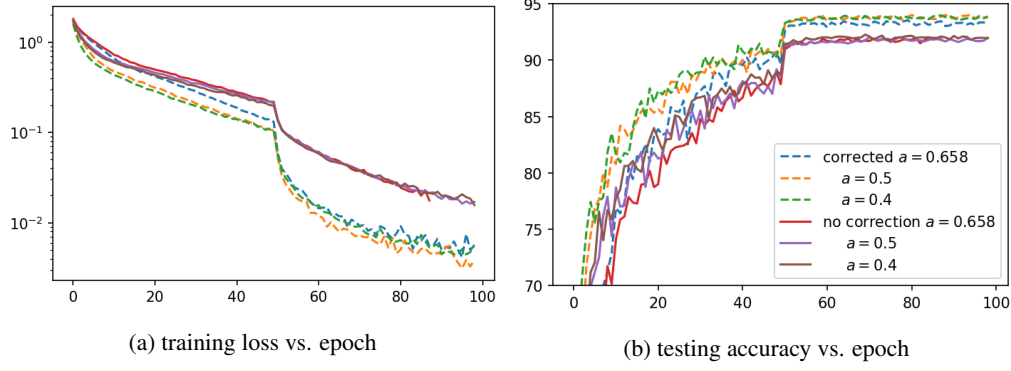 10⁰
10⁻¹
10⁻²
0 20 40 60 80 100
(a) training loss vs. epoch
95
90
85
80
75
70
0 20 40 60 80 100
corrected a = 0.658
a = 0.5
a = 0.4
no correction a = 0.658
a = 0.5
a = 0.4
(b) testing accuracy vs. epoch